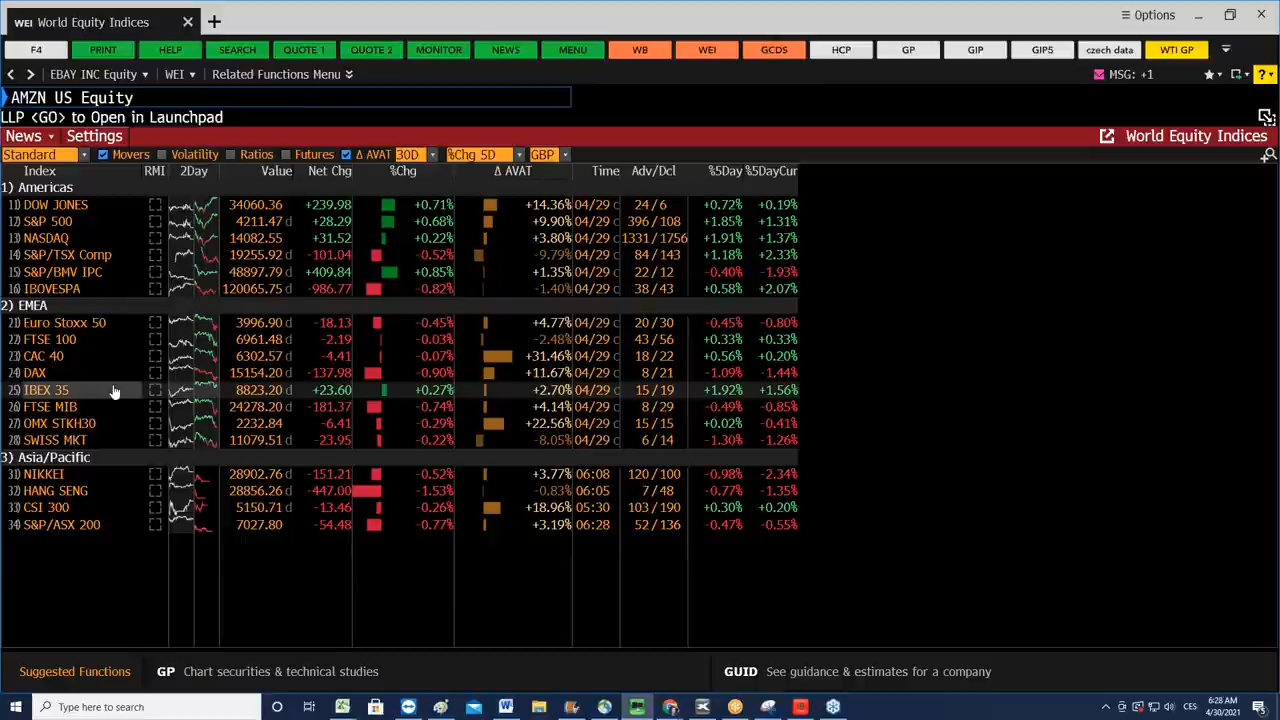 WEI World Equity Indices
Options
F4 PRINT HELP SEARCH QUOTE 1 QUOTE 2 MONITOR NEWS MENU WB WEI GCDS HCP GP GIP GIP5 czech data WTI GP
EBAY INC Equity WEI Related Functions Menu MSG: +1
AMZN US Equity
LLP <GO> to Open in Launchpad
News Settings World Equity Indices
Standard Movers Volatility Ratios Futures Δ AVAT 30D %Chg 5D GBP
Index RMI 2Day Value Net Chg %Chg Δ AVAT Time Adv/Dcl %5Day %5DayCur
1) Americas
11) DOW JONES 34060.36 +239.98 +0.71% +14.36% 04/29 c 24 / 6 +0.72% +0.19%
12) S&P 500 4211.47 d +28.29 +0.68% +9.90% 04/29 c 396 / 108 +1.85% +1.31%
13) NASDAQ 14082.55 +31.52 +0.22% +3.80% 04/29 c 1331 / 1756 +1.91% +1.37%
14) S&P/TSX Comp 19255.92 d -101.04 -0.52% -9.79% 04/29 c 84 / 143 +1.18% +2.33%
15) S&P/BMV IPC 48897.79 d +409.84 +0.85% +1.35% 04/29 c 22 / 12 -0.40% -1.93%
16) IBOVESPA 120065.75 d -986.77 -0.82% -1.40% 04/29 c 38 / 43 +0.58% +2.07%
2) EMEA
21) Euro Stoxx 50 3996.90 d -18.13 -0.45% +4.77% 04/29 c 20 / 30 -0.45% -0.80%
22) FTSE 100 6961.48 d -2.19 -0.03% -2.48% 04/29 c 43 / 56 +0.33% +0.33%
23) CAC 40 6302.57 d -4.41 -0.07% +31.46% 04/29 c 18 / 22 +0.56% +0.20%
24) DAX 15154.20 d -137.98 -0.90% +11.67% 04/29 c 8 / 21 -1.09% -1.44%
25) IBEX 35 8823.20 d +23.60 +0.27% +2.70% 04/29 c 15 / 19 +1.92% +1.56%
26) FTSE MIB 24278.20 d -181.37 -0.74% +4.14% 04/29 c 8 / 29 -0.49% -0.85%
27) OMX STKH30 2232.84 -6.41 -0.29% +22.56% 04/29 c 15 / 15 +0.02% -0.41%
28) SWISS MKT 11079.51 d -23.95 -0.22% -8.05% 04/29 c 6 / 14 -1.30% -1.26%
3) Asia/Pacific
31) NIKKEI 28902.76 d -151.21 -0.52% +3.77% 06:08 120 / 100 -0.98% -2.34%
32) HANG SENG 28856.26 d -447.00 -1.53% -0.83% 06:05 7 / 48 -0.77% -1.35%
33) CSI 300 5150.71 d -13.46 -0.26% +18.96% 05:30 103 / 190 +0.30% +0.20%
34) S&P/ASX 200 7027.80 -54.48 -0.77% +3.19% 06:28 52 / 136 -0.47% -0.55%
Suggested Functions GP Chart securities & technical studies GUID See guidance & estimates for a company
Type here to search CES 6:28 AM
4/30/2021